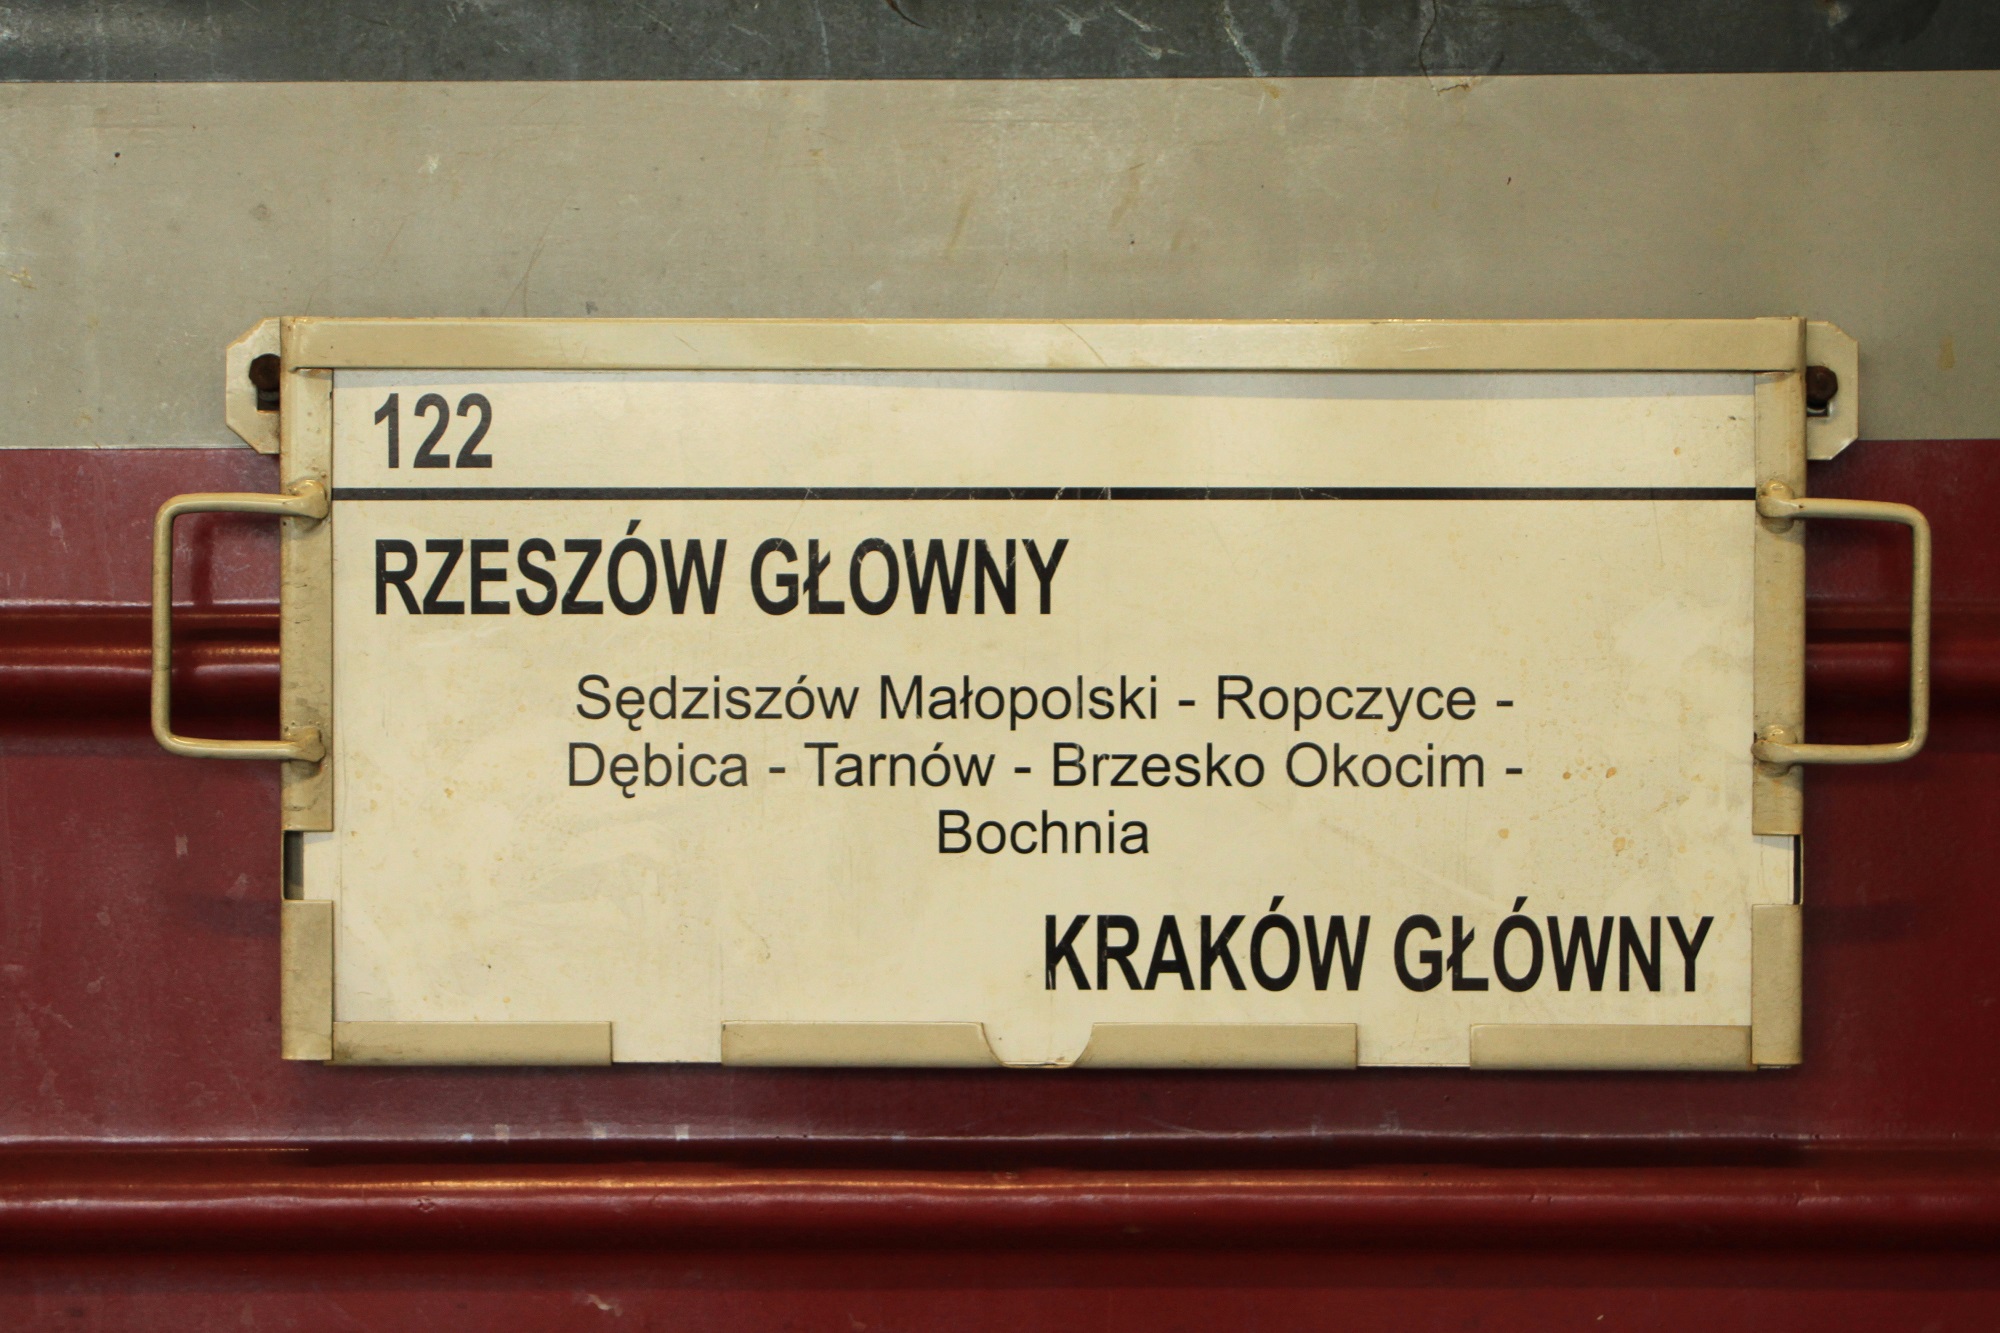 122
RZESZÓW GŁOWNY
Sędziszów Małopolski - Ropczyce -
Dębica - Tarnów - Brzesko Okocim -
Bochnia
KRAKÓW GŁÓWNY